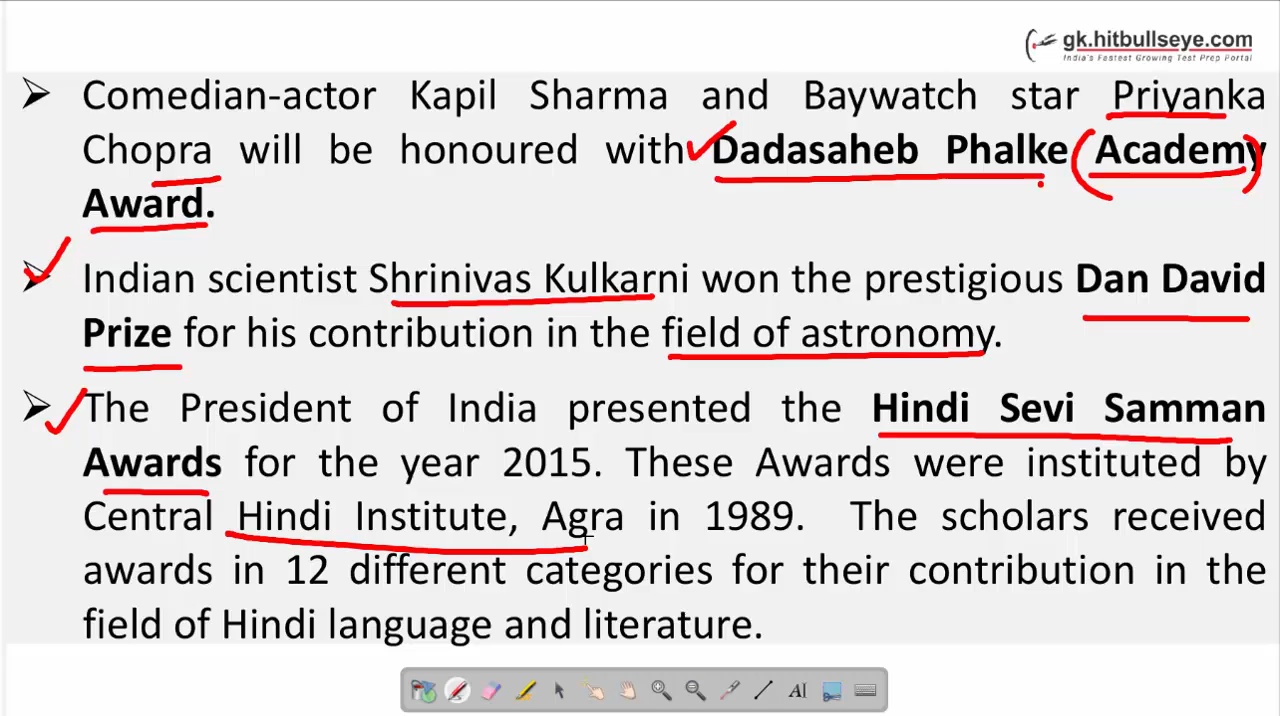 gk.hitbullseye.com
India's Fastest Growing Test Prep Portal
Comedian-actor Kapil Sharma and Baywatch star Priyanka
Chopra will be honoured with Dadasaheb Phalke Academy
Award.
Indian scientist Shrinivas Kulkarni won the prestigious Dan David
Prize for his contribution in the field of astronomy.
The President of India presented the Hindi Sevi Samman
Awards for the year 2015. These Awards were instituted by
Central Hindi Institute, Agra in 1989. The scholars received
awards in 12 different categories for their contribution in the
field of Hindi language and literature.
AI